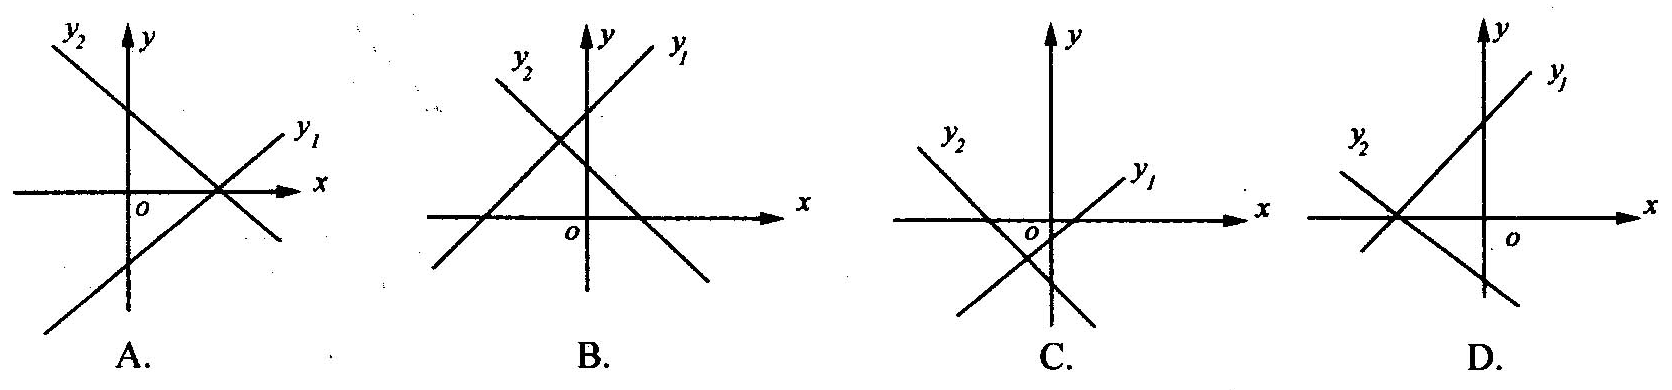 y₂ y y₁ x o
y₂ y y₁ x o
y y₂ y₁ x o
y y₁ y₂ x o
A. B. C. D.